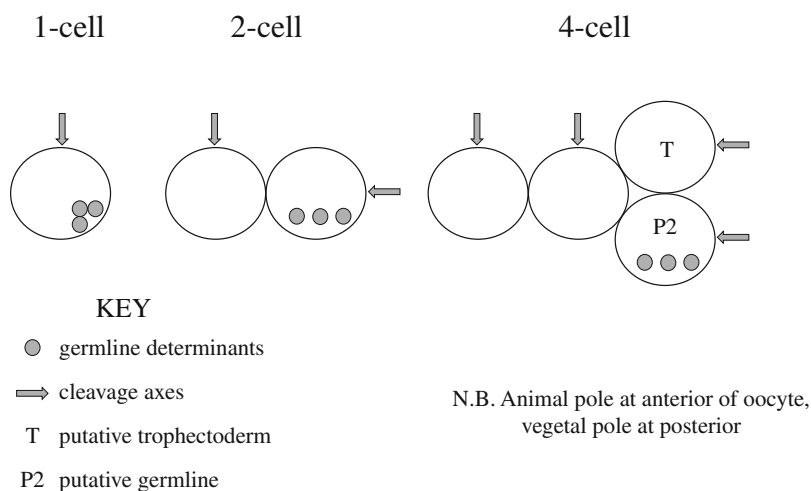 1-cell 2-cell 4-cell
T
P2
KEY
germline determinants
cleavage axes
T putative trophectoderm
P2 putative germline
N.B. Animal pole at anterior of oocyte,
vegetal pole at posterior